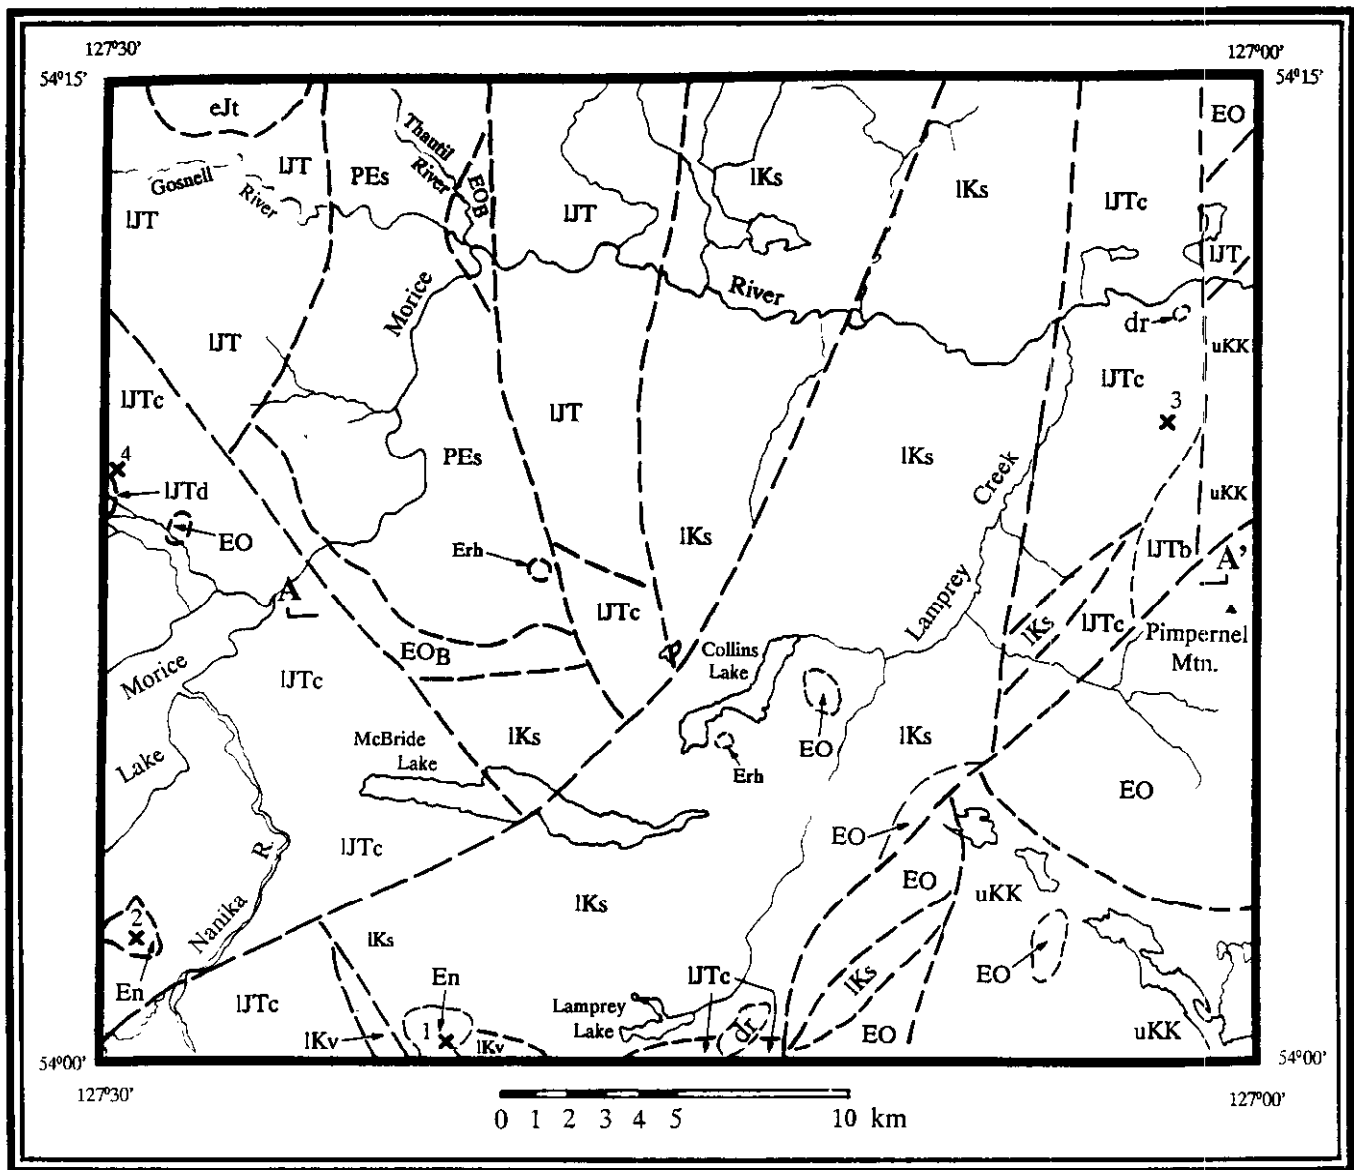 127°30'
127°00'
54°15'
54°15'
eJt
EO
Thautil
River
lJT
PEs
lKs
lKs
Gosnell
River
EOB
lJTc
lJT
lJT
lJT
Morice
River
dr
lJT
uKK
lJTc
lJTc
lJT
3
4
PEs
lKs
Creek
lJTd
uKK
EO
lKs
Erh
lJTb
A'
A
lJTc
Lamprey
lKs
lJTc
Pimpernel
Mtn.
EOB
Collins
Lake
Morice
lJTc
lKs
lKs
McBride
Lake
EO
Lake
Erh
EO
R.
lJTc
EO
EO
uKK
lKs
2
Nanika
lKs
En
lJTc
lKs
EO
En
lJTc
Lamprey
Lake
dr
1
lKv
lKv
EO
uKK
54°00'
54°00'
127°30'
127°00'
0 1 2 3 4 5 10 km